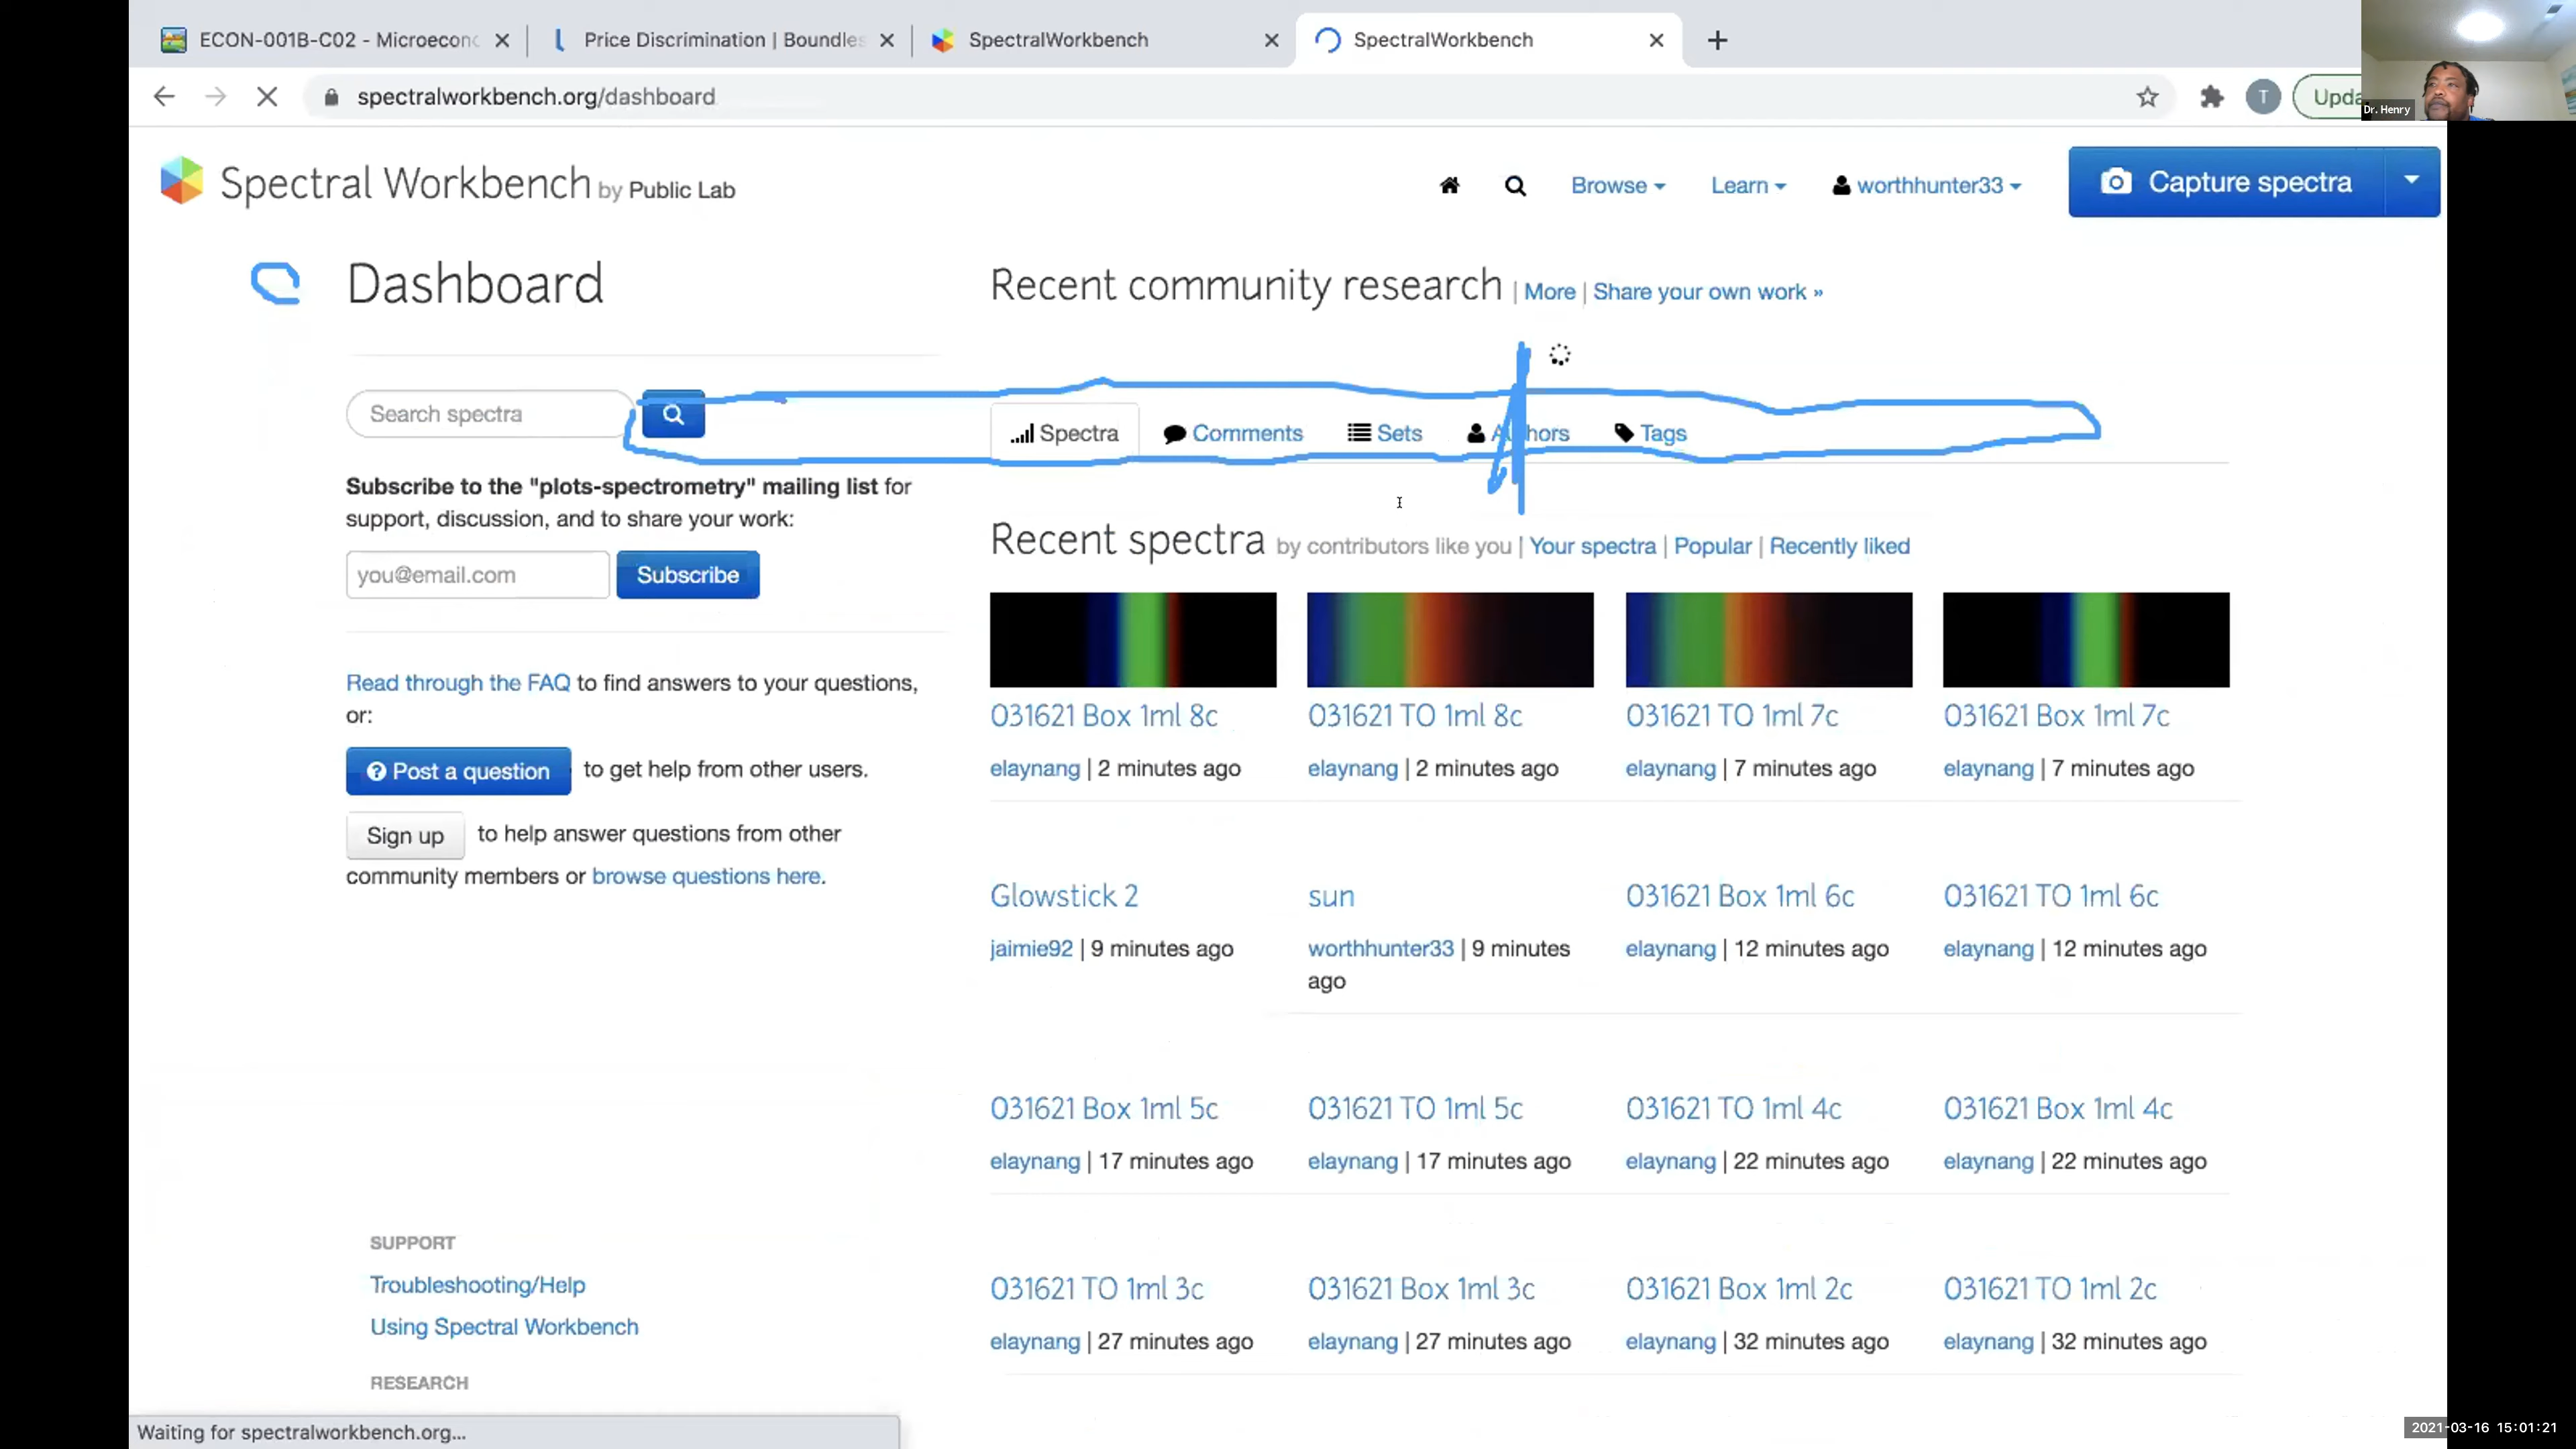 ECON-001B-C02 - Microecon
Price Discrimination | Boundles
SpectralWorkbench
SpectralWorkbench
spectralworkbench.org/dashboard
T
Upda
Dr. Henry
Spectral Workbench by Public Lab
Browse
Learn
worthhunter33
Capture spectra
Dashboard
Search spectra
Subscribe to the "plots-spectrometry" mailing list for
support, discussion, and to share your work:
you@email.com
Subscribe
Read through the FAQ to find answers to your questions,
or:
Post a question to get help from other users.
Sign up to help answer questions from other
community members or browse questions here.
SUPPORT
Troubleshooting/Help
Using Spectral Workbench
RESEARCH
Recent community research | More | Share your own work »
Spectra Comments Sets Authors Tags
Recent spectra by contributors like you | Your spectra | Popular | Recently liked
031621 Box 1ml 8c
elaynang | 2 minutes ago
031621 TO 1ml 8c
elaynang | 2 minutes ago
031621 TO 1ml 7c
elaynang | 7 minutes ago
031621 Box 1ml 7c
elaynang | 7 minutes ago
Glowstick 2
jaimie92 | 9 minutes ago
sun
worthhunter33 | 9 minutes
ago
031621 Box 1ml 6c
elaynang | 12 minutes ago
031621 TO 1ml 6c
elaynang | 12 minutes ago
031621 Box 1ml 5c
elaynang | 17 minutes ago
031621 TO 1ml 5c
elaynang | 17 minutes ago
031621 TO 1ml 4c
elaynang | 22 minutes ago
031621 Box 1ml 4c
elaynang | 22 minutes ago
031621 TO 1ml 3c
elaynang | 27 minutes ago
031621 Box 1ml 3c
elaynang | 27 minutes ago
031621 Box 1ml 2c
elaynang | 32 minutes ago
031621 TO 1ml 2c
elaynang | 32 minutes ago
Waiting for spectralworkbench.org...
2021-03-16 15:01:21